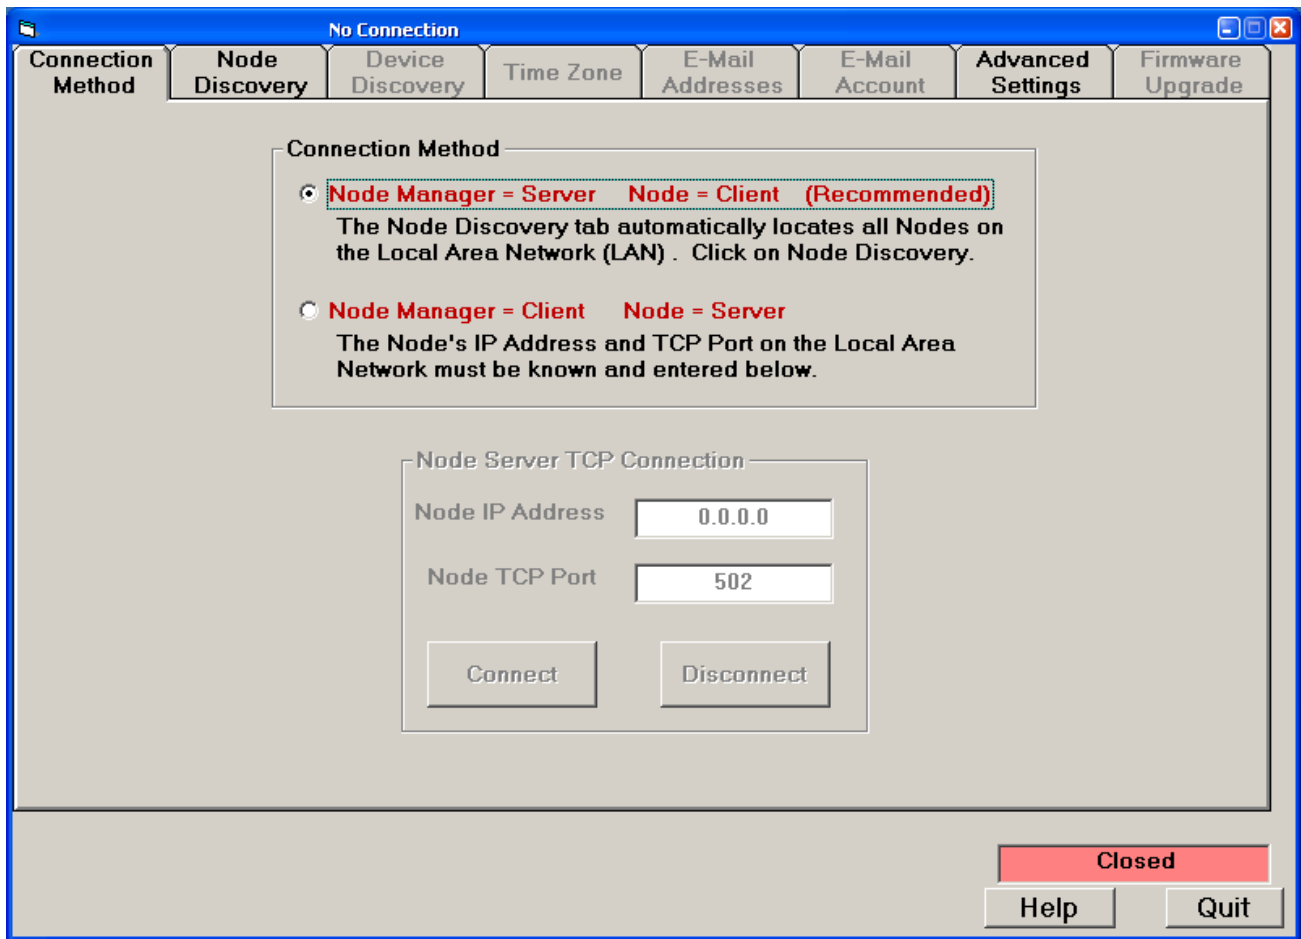 No Connection
Connection Method
Node Discovery
Device Discovery
Time Zone
E-Mail Addresses
E-Mail Account
Advanced Settings
Firmware Upgrade
Connection Method
Node Manager = Server Node = Client (Recommended)
The Node Discovery tab automatically locates all Nodes on
the Local Area Network (LAN) . Click on Node Discovery.
Node Manager = Client Node = Server
The Node's IP Address and TCP Port on the Local Area
Network must be known and entered below.
Node Server TCP Connection
Node IP Address 0.0.0.0
Node TCP Port 502
Connect Disconnect
Closed
Help Quit